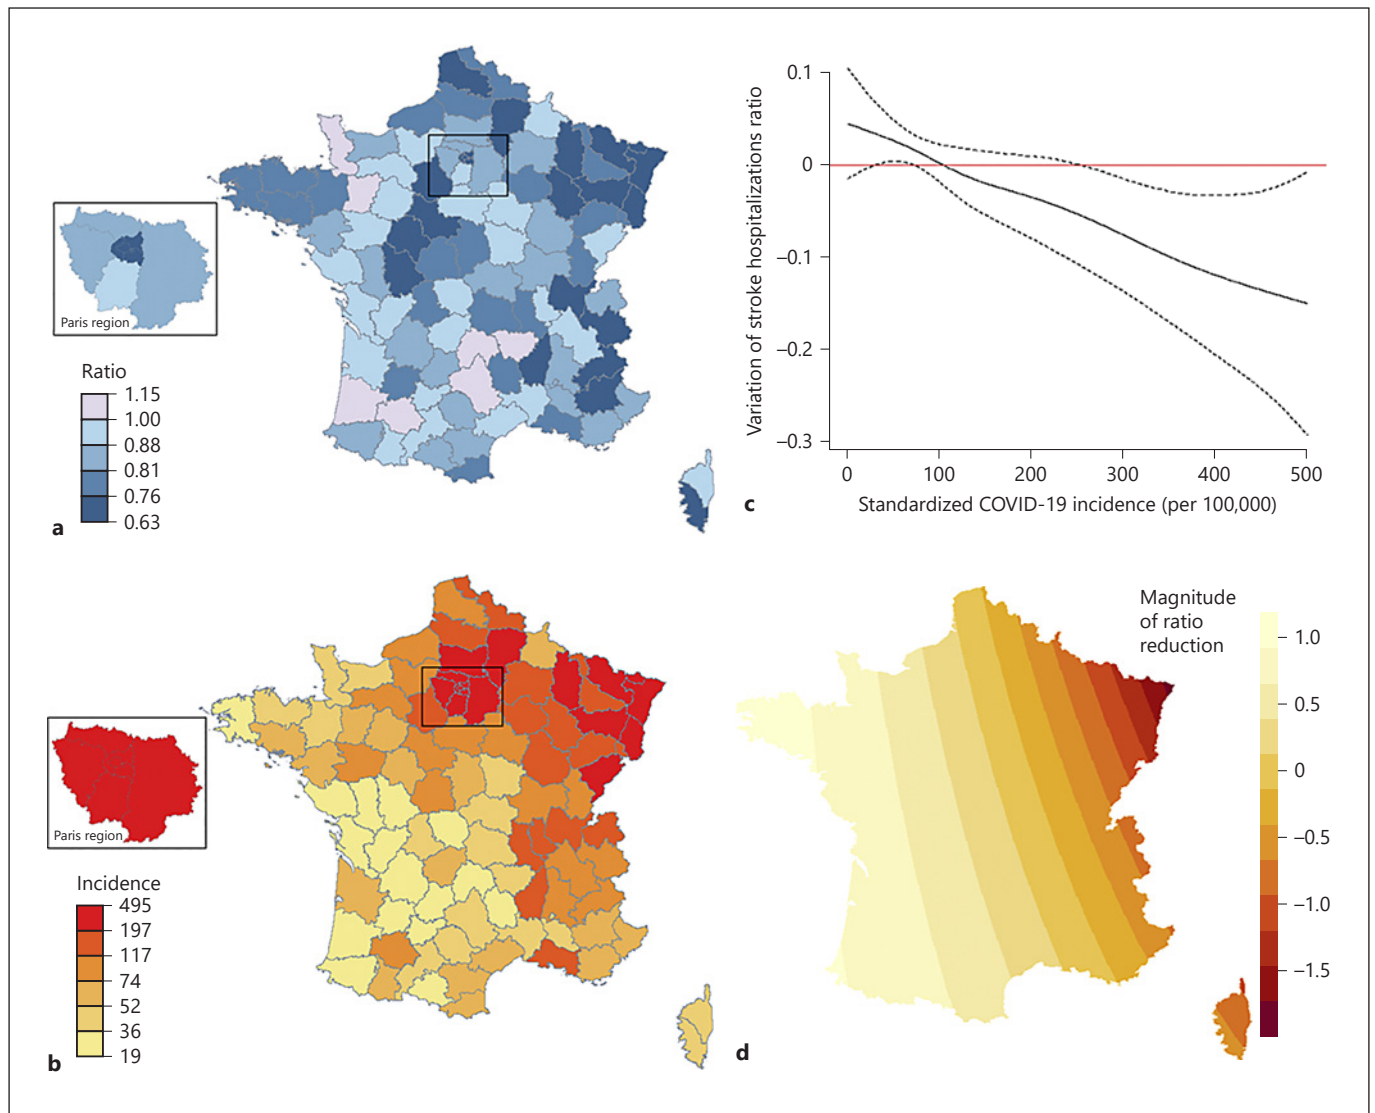 Paris region
Ratio
1.15
1.00
0.88
0.81
0.76
0.63
a
Variation of stroke hospitalizations ratio
0.1
0
–0.1
–0.2
–0.3
0
100
200
300
400
500
Standardized COVID-19 incidence (per 100,000)
c
Paris region
Incidence
495
197
117
74
52
36
19
b
Magnitude
of ratio
reduction
1.0
0.5
0
–0.5
–1.0
–1.5
d